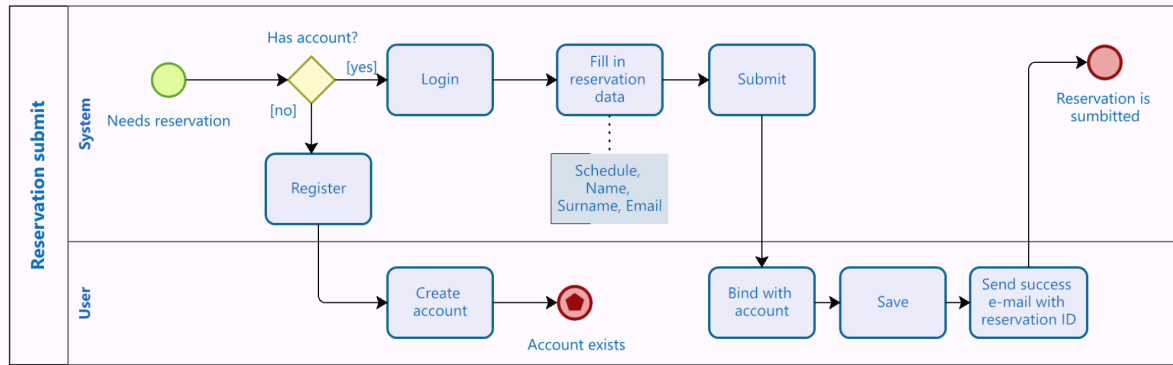 Reservation submit
System
Has account?
[yes]
[no]
Needs reservation
Login
Fill in
reservation
data
Submit
Reservation is
sumbitted
Register
Schedule,
Name,
Surname, Email
User
Create
account
Account exists
Bind with
account
Save
Send success
e-mail with
reservation ID